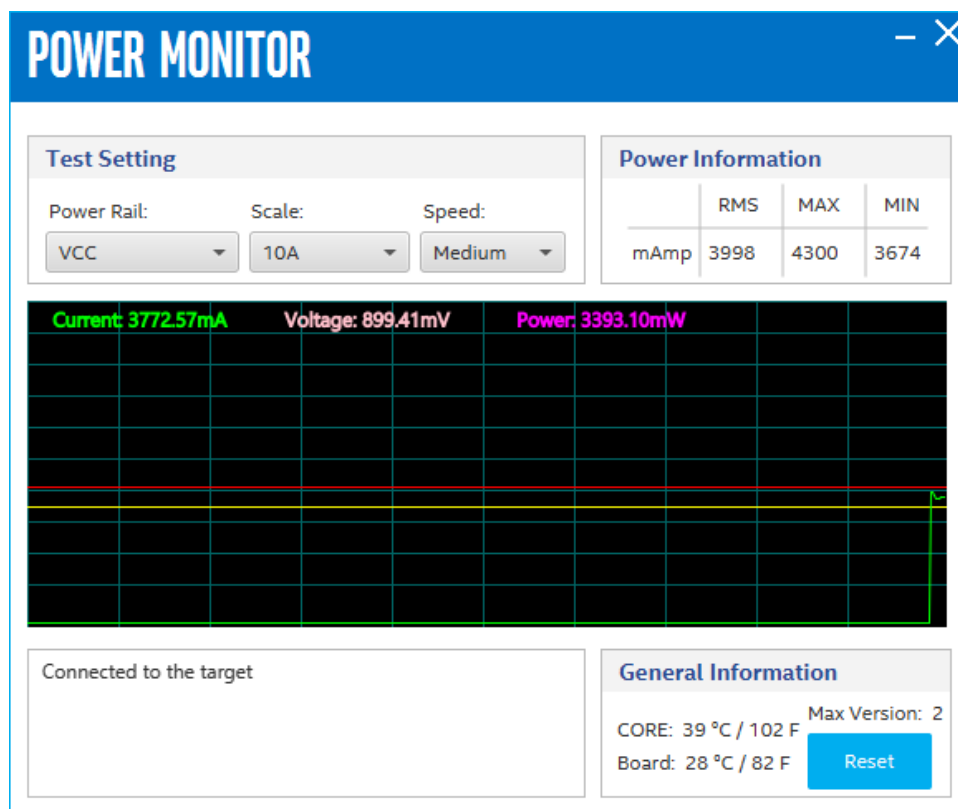 POWER MONITOR
Test Setting
Power Rail: Scale: Speed:
VCC 10A Medium
Power Information
RMS MAX MIN
mAmp 3998 4300 3674
Current: 3772.57mA Voltage: 899.41mV Power: 3393.10mW
Connected to the target
General Information
Max Version: 2
CORE: 39 ºC / 102 F
Board: 28 ºC / 82 F
Reset